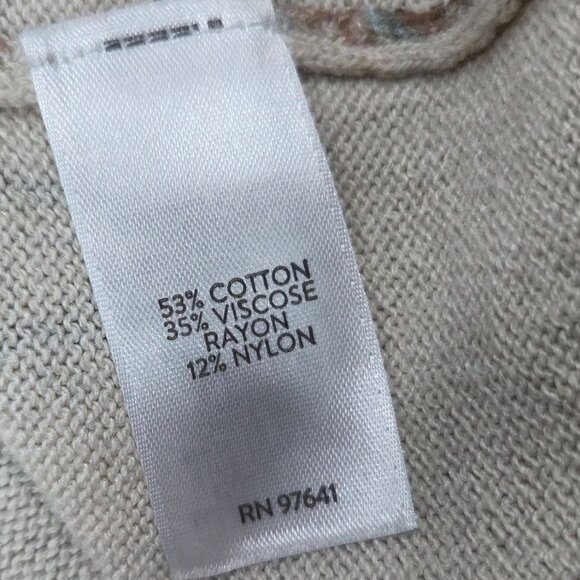 53% COTTON
35% VISCOSE
RAYON
12% NYLON
RN 97641